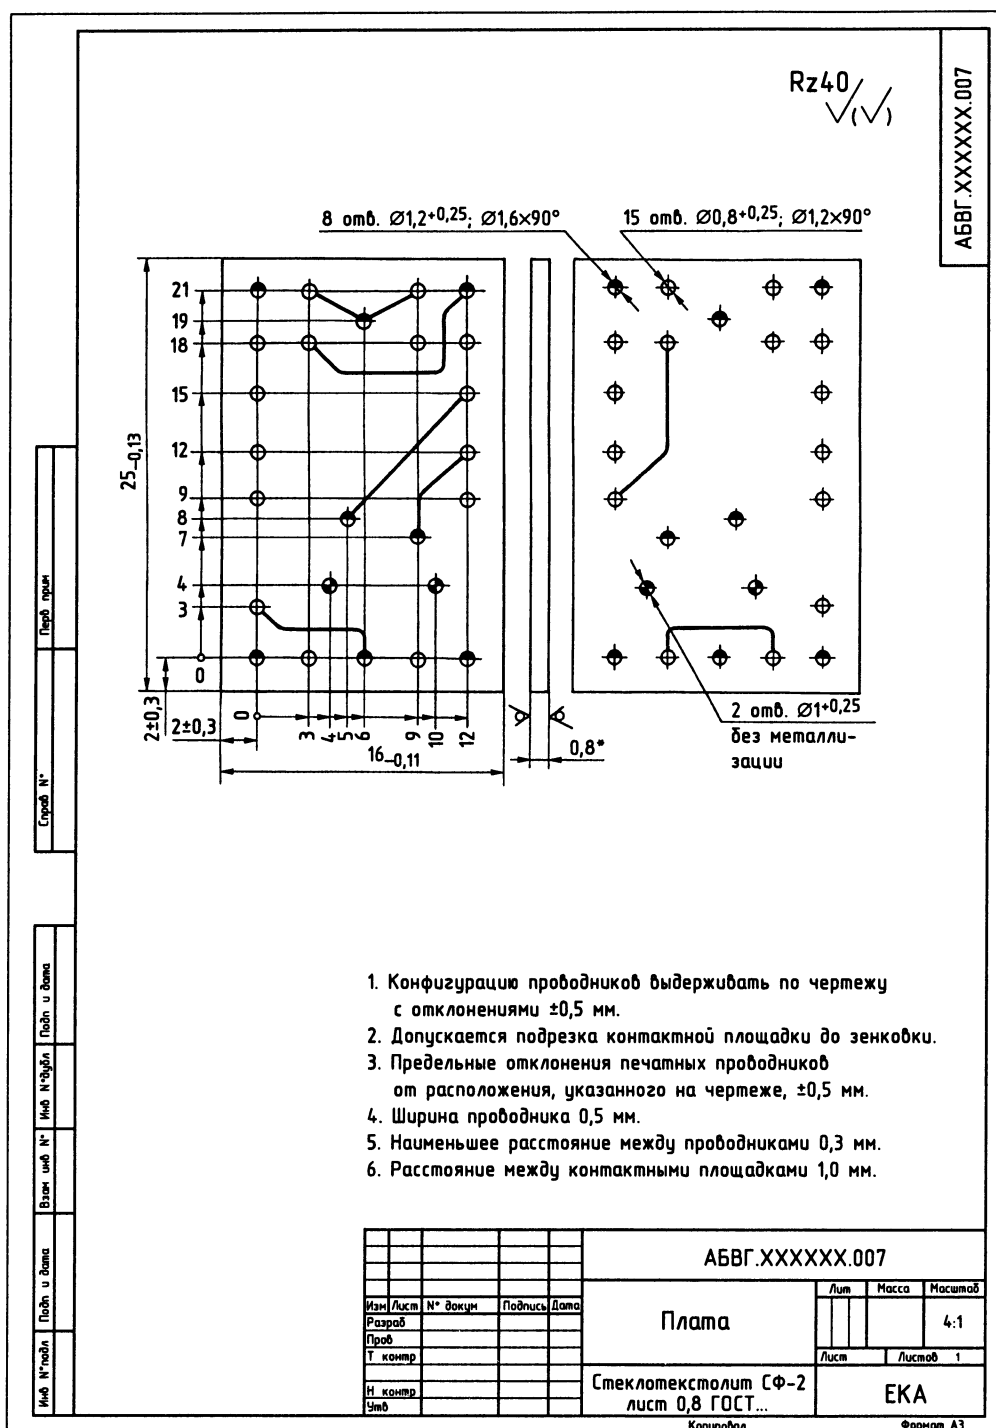 Rz40
АБВГ.XXXXXX.007
8 отв. Ø1,2+0,25; Ø1,6×90°
15 отв. Ø0,8+0,25; Ø1,2×90°
21
19
18
15
12
9
8
7
4
3
0
25–0,13
2±0,3
2±0,3
0
3
4
5
6
9
10
12
16–0,11
0,8*
2 отв. Ø1+0,25
без металли-
зации
1. Конфигурацию проводников выдерживать по чертежу
с отклонениями ±0,5 мм.
2. Допускается подрезка контактной площадки до зенковки.
3. Предельные отклонения печатных проводников
от расположения, указанного на чертеже, ±0,5 мм.
4. Ширина проводника 0,5 мм.
5. Наименьшее расстояние между проводниками 0,3 мм.
6. Расстояние между контактными площадками 1,0 мм.
Перв прим
Справ N°
Подп и дата
Инв N°дубл
Взам инв N°
Подп и дата
Инв N°подл
АБВГ.XXXXXX.007
Изм Лист N° докум Подпись Дата
Разраб
Пров
Т контр
Н контр
Утв
Плата
Лит Масса Масштаб
4:1
Лист Листов 1
Стеклотекстолит СФ-2
лист 0,8 ГОСТ...
ЕКА
Копировал Формат А3